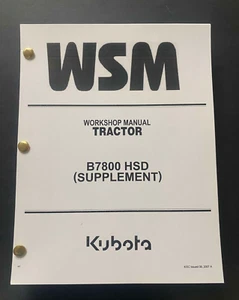 WSM
WORKSHOP MANUAL
TRACTOR
B7800 HSD
(SUPPLEMENT)
Kubota